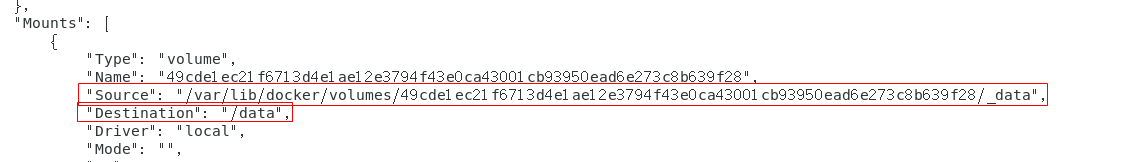 },
"Mounts": [
{
"Type": "volume",
"Name": "49cde1ec21f6713d4e1ae12e3794f43e0ca43001cb93950ead6e273c8b639f28",
"Source": "/var/lib/docker/volumes/49cde1ec21f6713d4e1ae12e3794f43e0ca43001cb93950ead6e273c8b639f28/_data",
"Destination": "/data",
"Driver": "local",
"Mode": "",